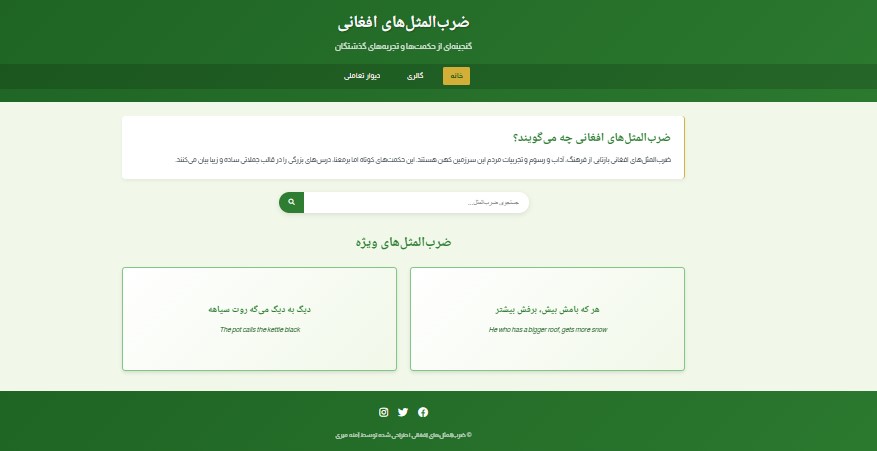 ضرب‌المثل‌های افغانی
گنجینه‌ای از حکمت‌ها و تجربه‌های گذشتگان
خانه
گالری
دیوار تعاملی
ضرب‌المثل‌های افغانی چه می‌گویند؟
ضرب‌المثل‌های افغانی بازتابی از فرهنگ، آداب و رسوم و تجربیات مردم این سرزمین کهن هستند. این حکمت‌های کوتاه اما پرمعنا، درس‌های بزرگی را در قالب جملاتی ساده و زیبا بیان می‌کنند.
جستجوی ضرب‌المثل...
ضرب‌المثل‌های ویژه
هر که بامش بیش، برفش بیشتر
He who has a bigger roof, gets more snow
دیگ به دیگ می‌گه روت سیاهه
The pot calls the kettle black
© ضرب‌المثل‌های افغانی | طراحی شده توسط آمنه میری